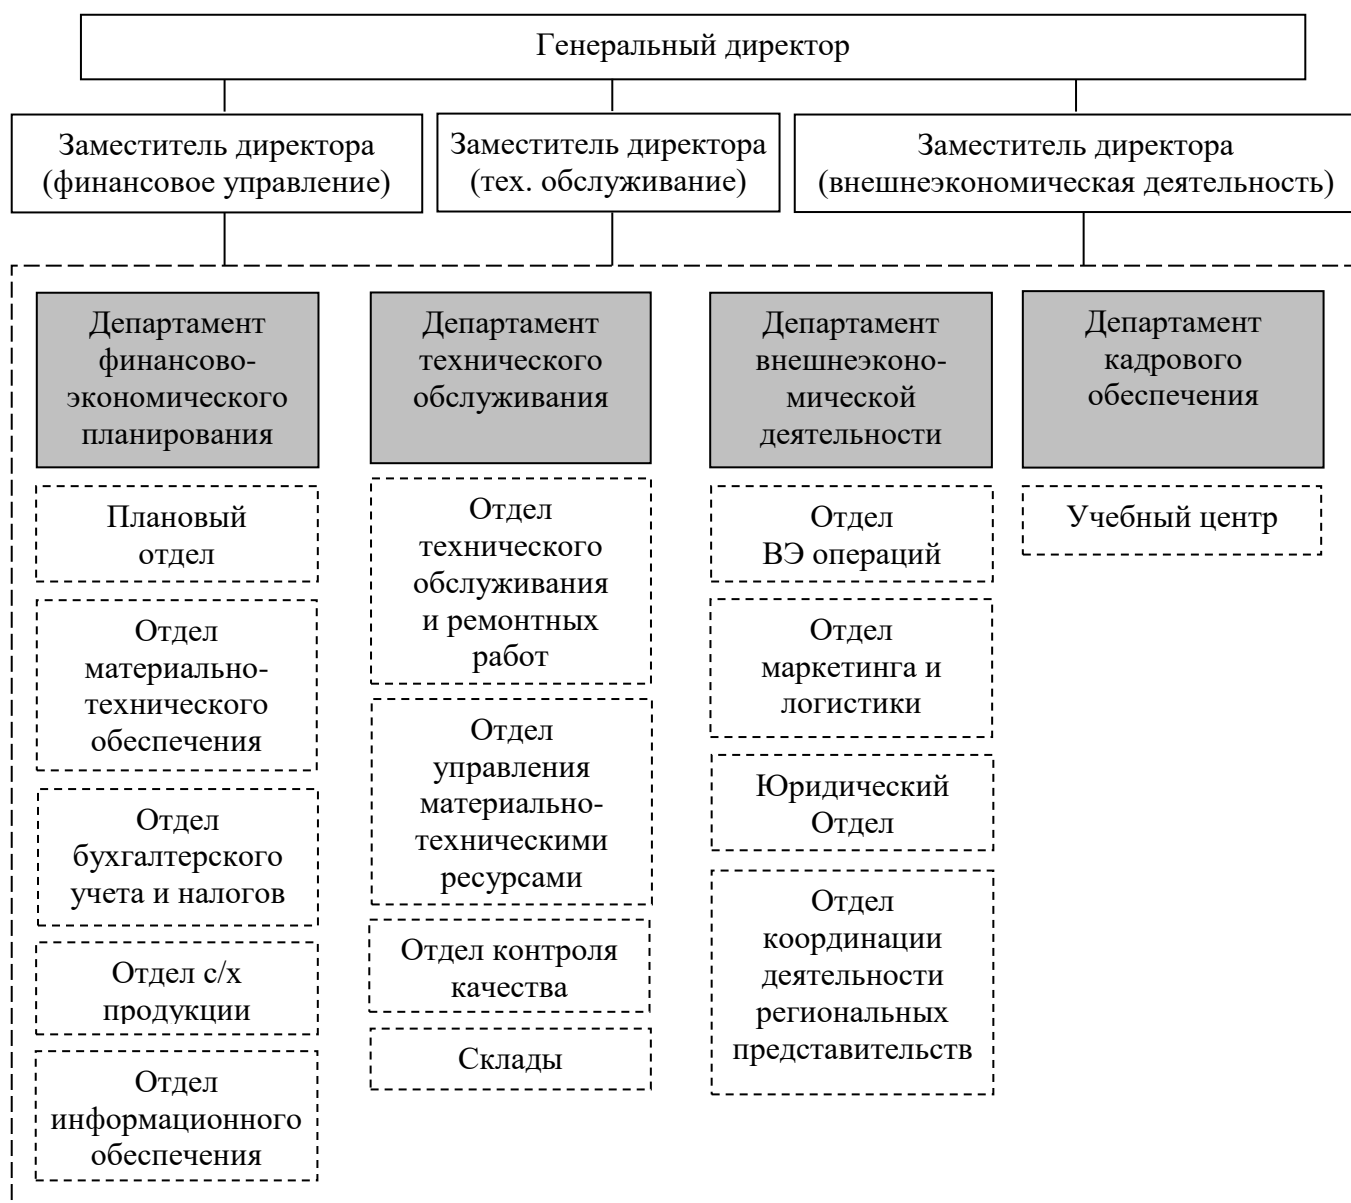 Генеральный директор
Заместитель директора
(финансовое управление)
Заместитель директора
(тех. обслуживание)
Заместитель директора
(внешнеэкономическая деятельность)
Департамент
финансово-
экономического
планирования
Департамент
технического
обслуживания
Департамент
внешнеэконо-
мической
деятельности
Департамент
кадрового
обеспечения
Плановый
отдел
Отдел
материально-
технического
обеспечения
Отдел
бухгалтерского
учета и налогов
Отдел с/х
продукции
Отдел
информационного
обеспечения
Отдел
технического
обслуживания
и ремонтных
работ
Отдел
управления
материально-
техническими
ресурсами
Отдел контроля
качества
Склады
Отдел
ВЭ операций
Отдел
маркетинга и
логистики
Юридический
Отдел
Отдел
координации
деятельности
региональных
представительств
Учебный центр